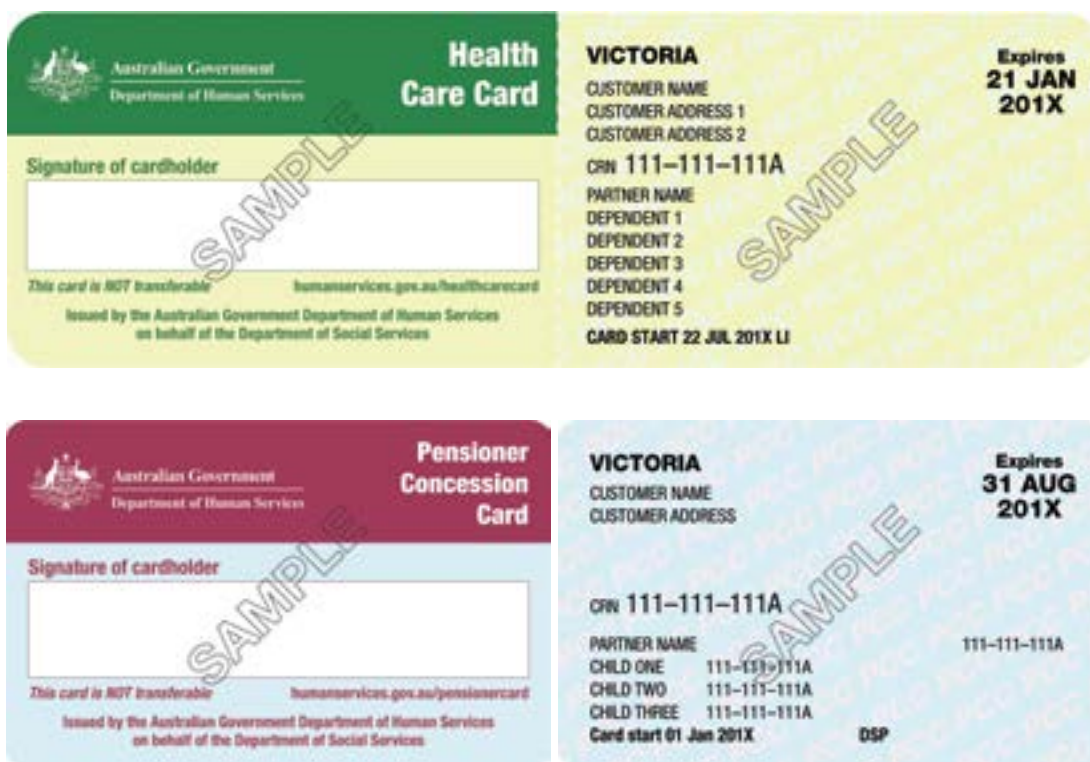 Australian Government
Department of Human Services
Health
Care Card
Signature of cardholder
SAMPLE
This card is NOT transferable
humanservices.gov.au/healthcarecard
Issued by the Australian Government Department of Human Services
on behalf of the Department of Social Services
VICTORIA
Expires
21 JAN
201X
CUSTOMER NAME
CUSTOMER ADDRESS 1
CUSTOMER ADDRESS 2
CRN 111–111–111A
SAMPLE
PARTNER NAME
DEPENDENT 1
DEPENDENT 2
DEPENDENT 3
DEPENDENT 4
DEPENDENT 5
CARD START 22 JUL 201X LI
Australian Government
Department of Human Services
Pensioner
Concession
Card
Signature of cardholder
SAMPLE
This card is NOT transferable
humanservices.gov.au/pensionercard
Issued by the Australian Government Department of Human Services
on behalf of the Department of Social Services
VICTORIA
Expires
31 AUG
201X
CUSTOMER NAME
CUSTOMER ADDRESS
CRN 111–111–111A
SAMPLE
PARTNER NAME 111–111–111A
CHILD ONE 111–111–111A
CHILD TWO 111–111–111A
CHILD THREE 111–111–111A
Card start 01 Jan 201X DSP